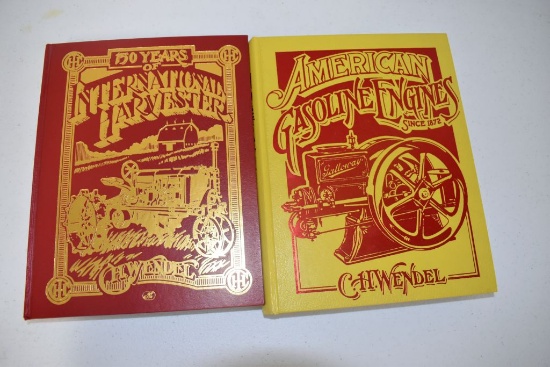 150 YEARS
OF
INTERNATIONAL
HARVESTER
C.H. WENDEL
AMERICAN
GASOLINE ENGINES
SINCE 1872
Galloway
C.H. WENDEL